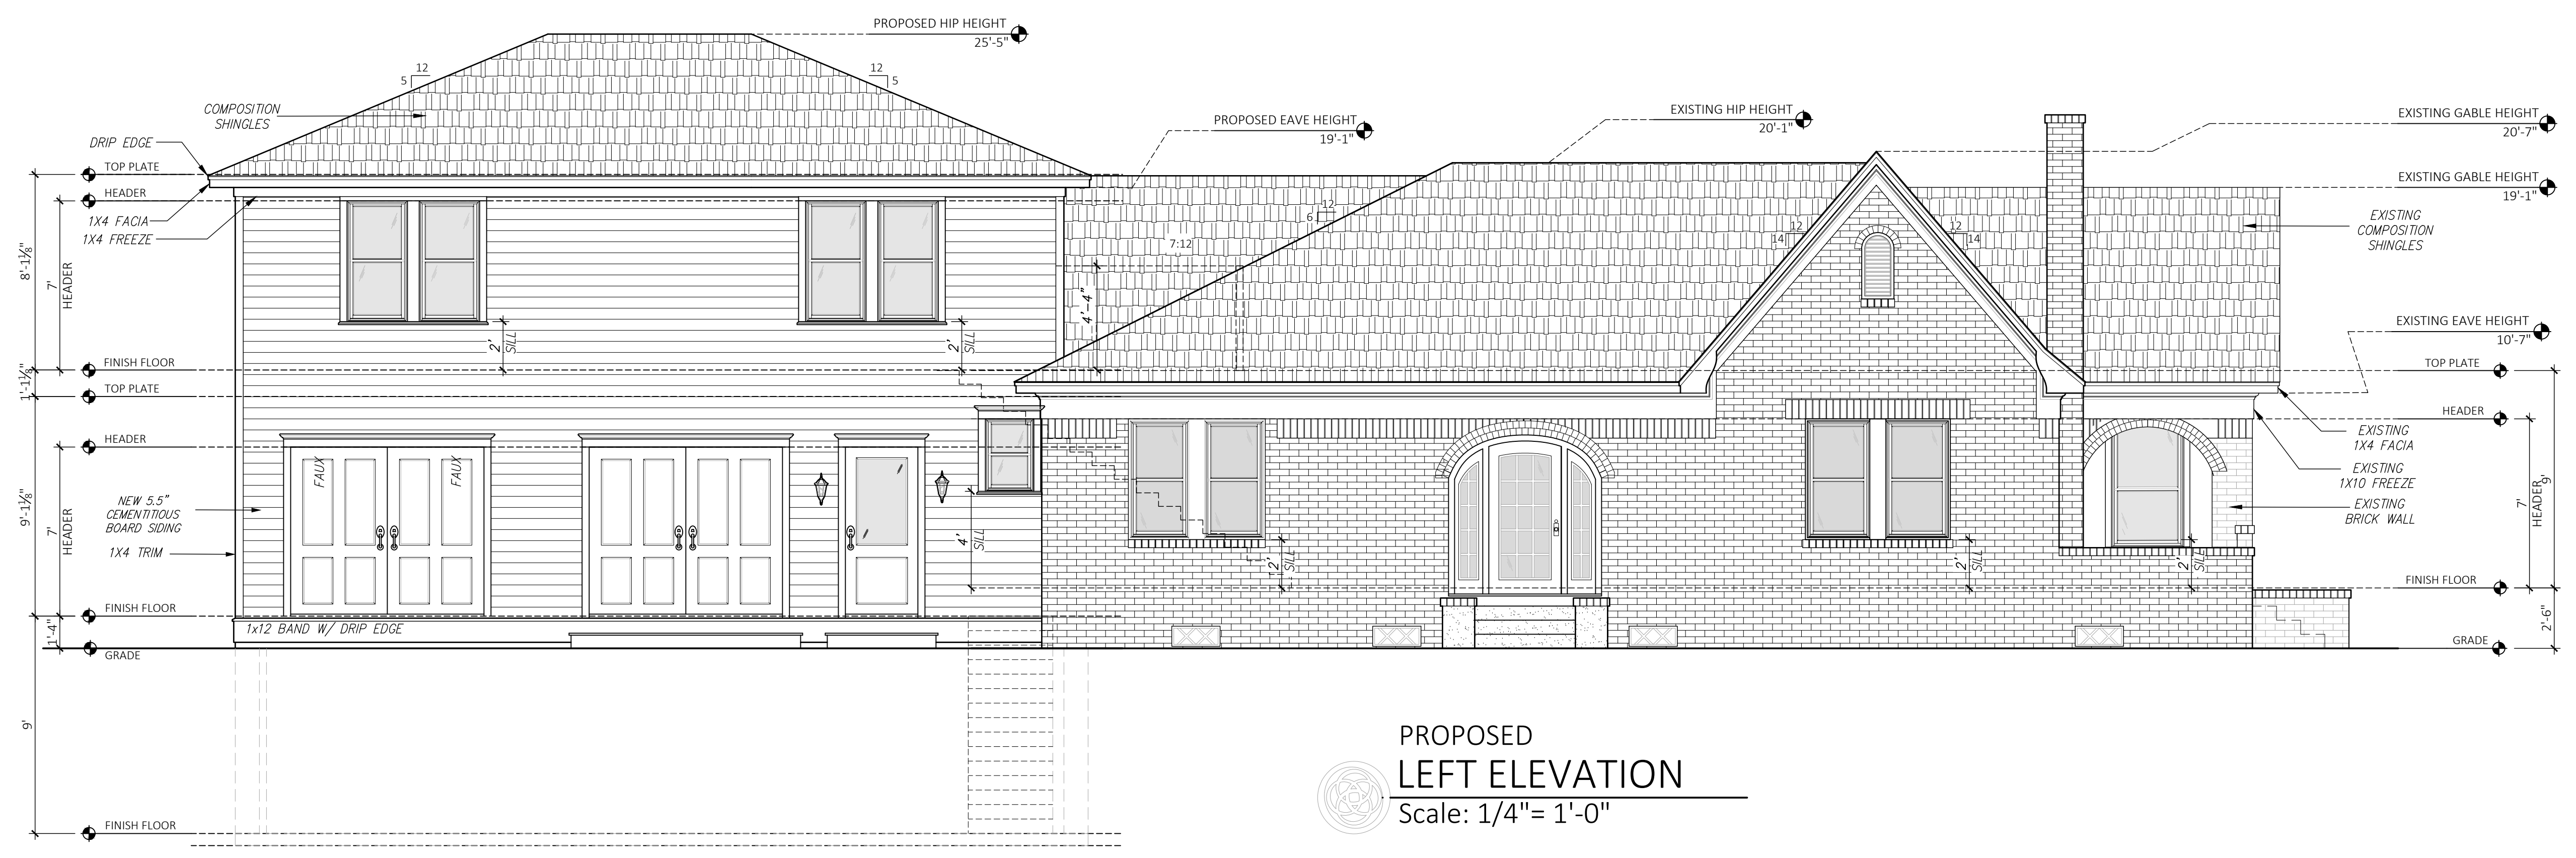 PROPOSED HIP HEIGHT
25'-5"
12
5
12
5
COMPOSITION
SHINGLES
DRIP EDGE
TOP PLATE
HEADER
1X4 FACIA
1X4 FREEZE
8'-1⅛"
7'
HEADER
2'
SILL
2'
SILL
FINISH FLOOR
1'-1⅛"
TOP PLATE
HEADER
FAUX
FAUX
9'-1⅛"
7'
HEADER
NEW 5.5"
CEMENTITIOUS
BOARD SIDING
1X4 TRIM
4'
SILL
FINISH FLOOR
1'-4"
1x12 BAND W/ DRIP EDGE
GRADE
9'
FINISH FLOOR
PROPOSED EAVE HEIGHT
19'-1"
EXISTING HIP HEIGHT
20'-1"
EXISTING GABLE HEIGHT
20'-7"
EXISTING GABLE HEIGHT
19'-1"
12
6
7:12
4'-4"
12
14
12
14
EXISTING
COMPOSITION
SHINGLES
EXISTING EAVE HEIGHT
10'-7"
TOP PLATE
HEADER
EXISTING
1X4 FACIA
EXISTING
1X10 FREEZE
EXISTING
BRICK WALL
7'
HEADER
9'
2'
SILL
2'
SILL
2'
SILL
FINISH FLOOR
2'-6"
GRADE
PROPOSED
LEFT ELEVATION
Scale: 1/4"= 1'-0"